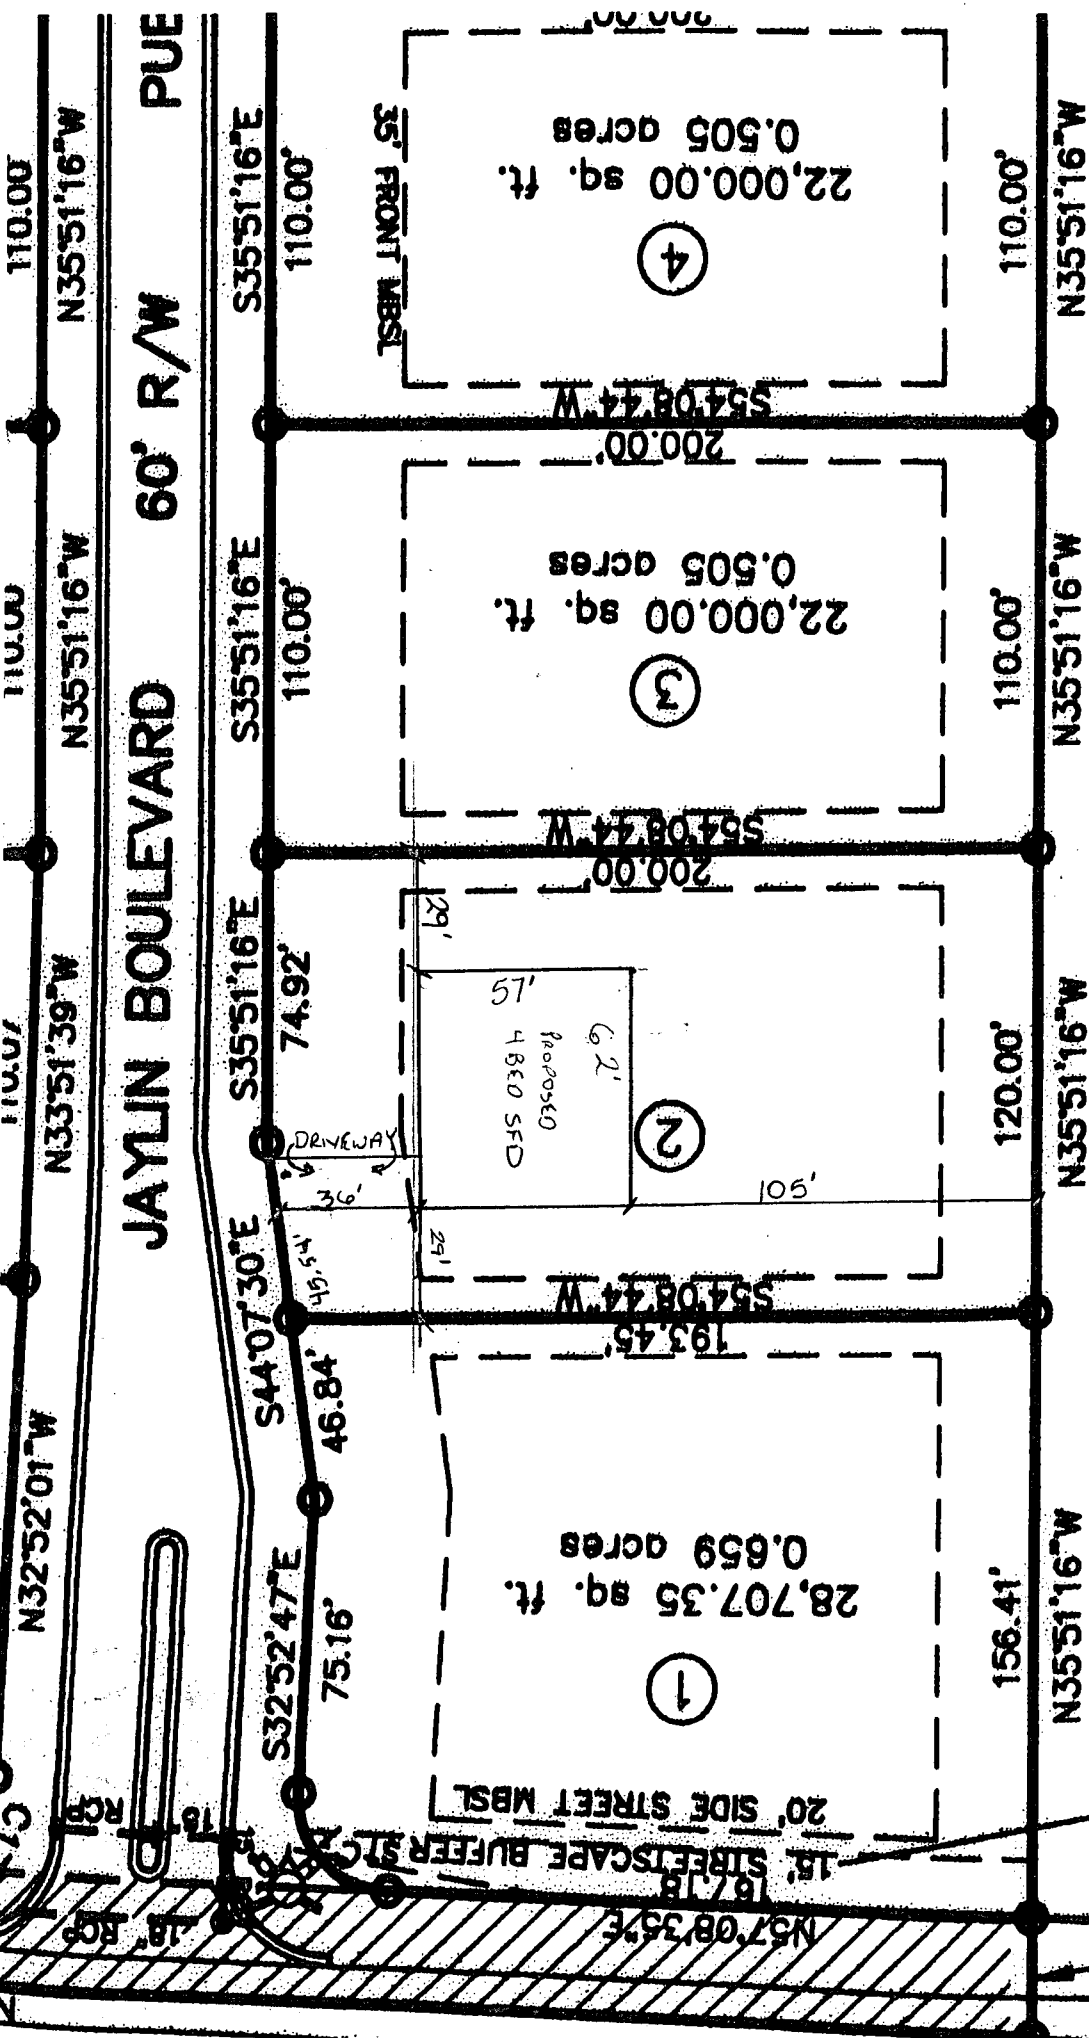 200.00'
110.00'
N35°51'16"W
JAYLIN BOULEVARD 60' R/W PUE
S35°51'16"E
110.00'
35' FRONT MBSL
0.505 acres
22,000.00 sq. ft.
4
110.00'
N35°51'16"W
S54°08'44"W
200.00'
110.00
N35°51'16"W
S35°51'16"E
110.00'
0.505 acres
22,000.00 sq. ft.
3
110.00'
N35°51'16"W
S54°08'44"W
200.00'
110.07
N33°51'39"W
S35°51'16"E
74.92'
29'
57'
62'
PROPOSED
4 BED SFD
2
120.00'
N35°51'16"W
DRIVEWAY
36'
105'
29'
45.54'
S44°07'30"E
S54°08'44"W
193.45'
46.84'
N32°52'01"W
S32°52'47"E
75.16'
0.659 acres
28,707.35 sq. ft.
1
156.41'
N35°51'16"W
20' SIDE STREET MBSL
15' STREETSCAPE BUFFER
167.18'
N57°08'35"E
18" RCP
18" RCP